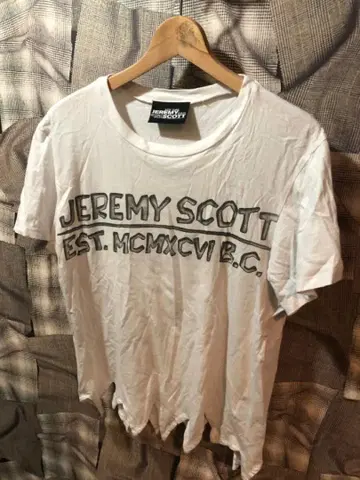 JEREMY
SCOTT
JEREMY SCOTT
EST. MCMXCVI B.C.